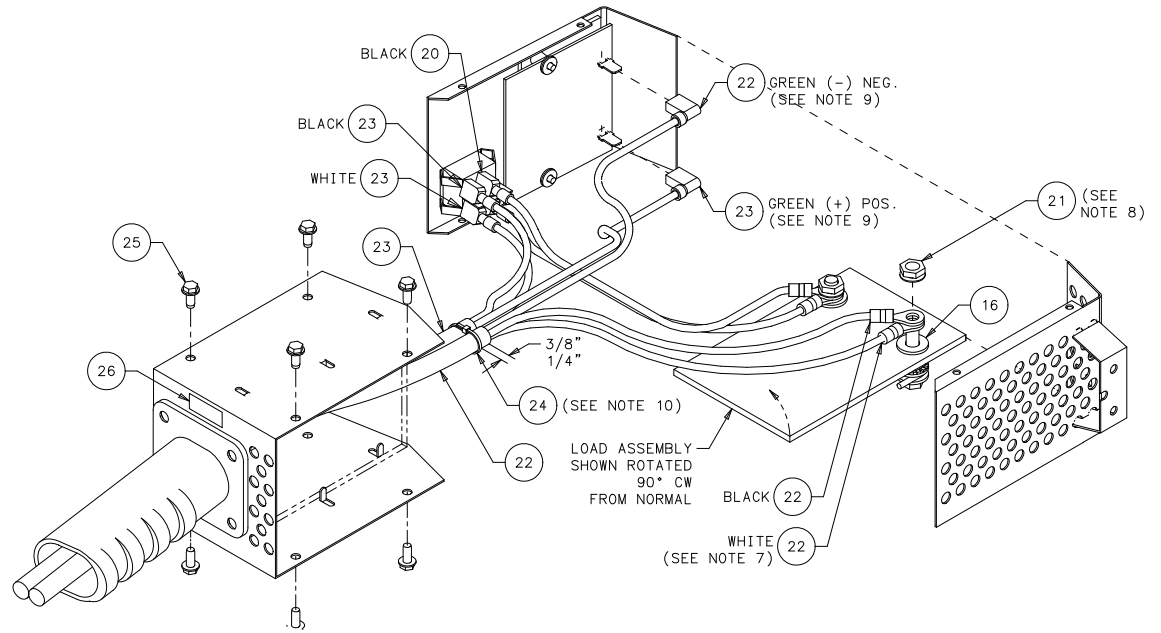 BLACK 20
22 GREEN (-) NEG.
(SEE NOTE 9)
BLACK 23
WHITE 23
23 GREEN (+) POS.
(SEE NOTE 9)
21 (SEE
NOTE 8)
25
23
16
3/8"
1/4"
26
24 (SEE NOTE 10)
22
LOAD ASSEMBLY
SHOWN ROTATED
90° CW
FROM NORMAL
BLACK 22
WHITE 22
(SEE NOTE 7)